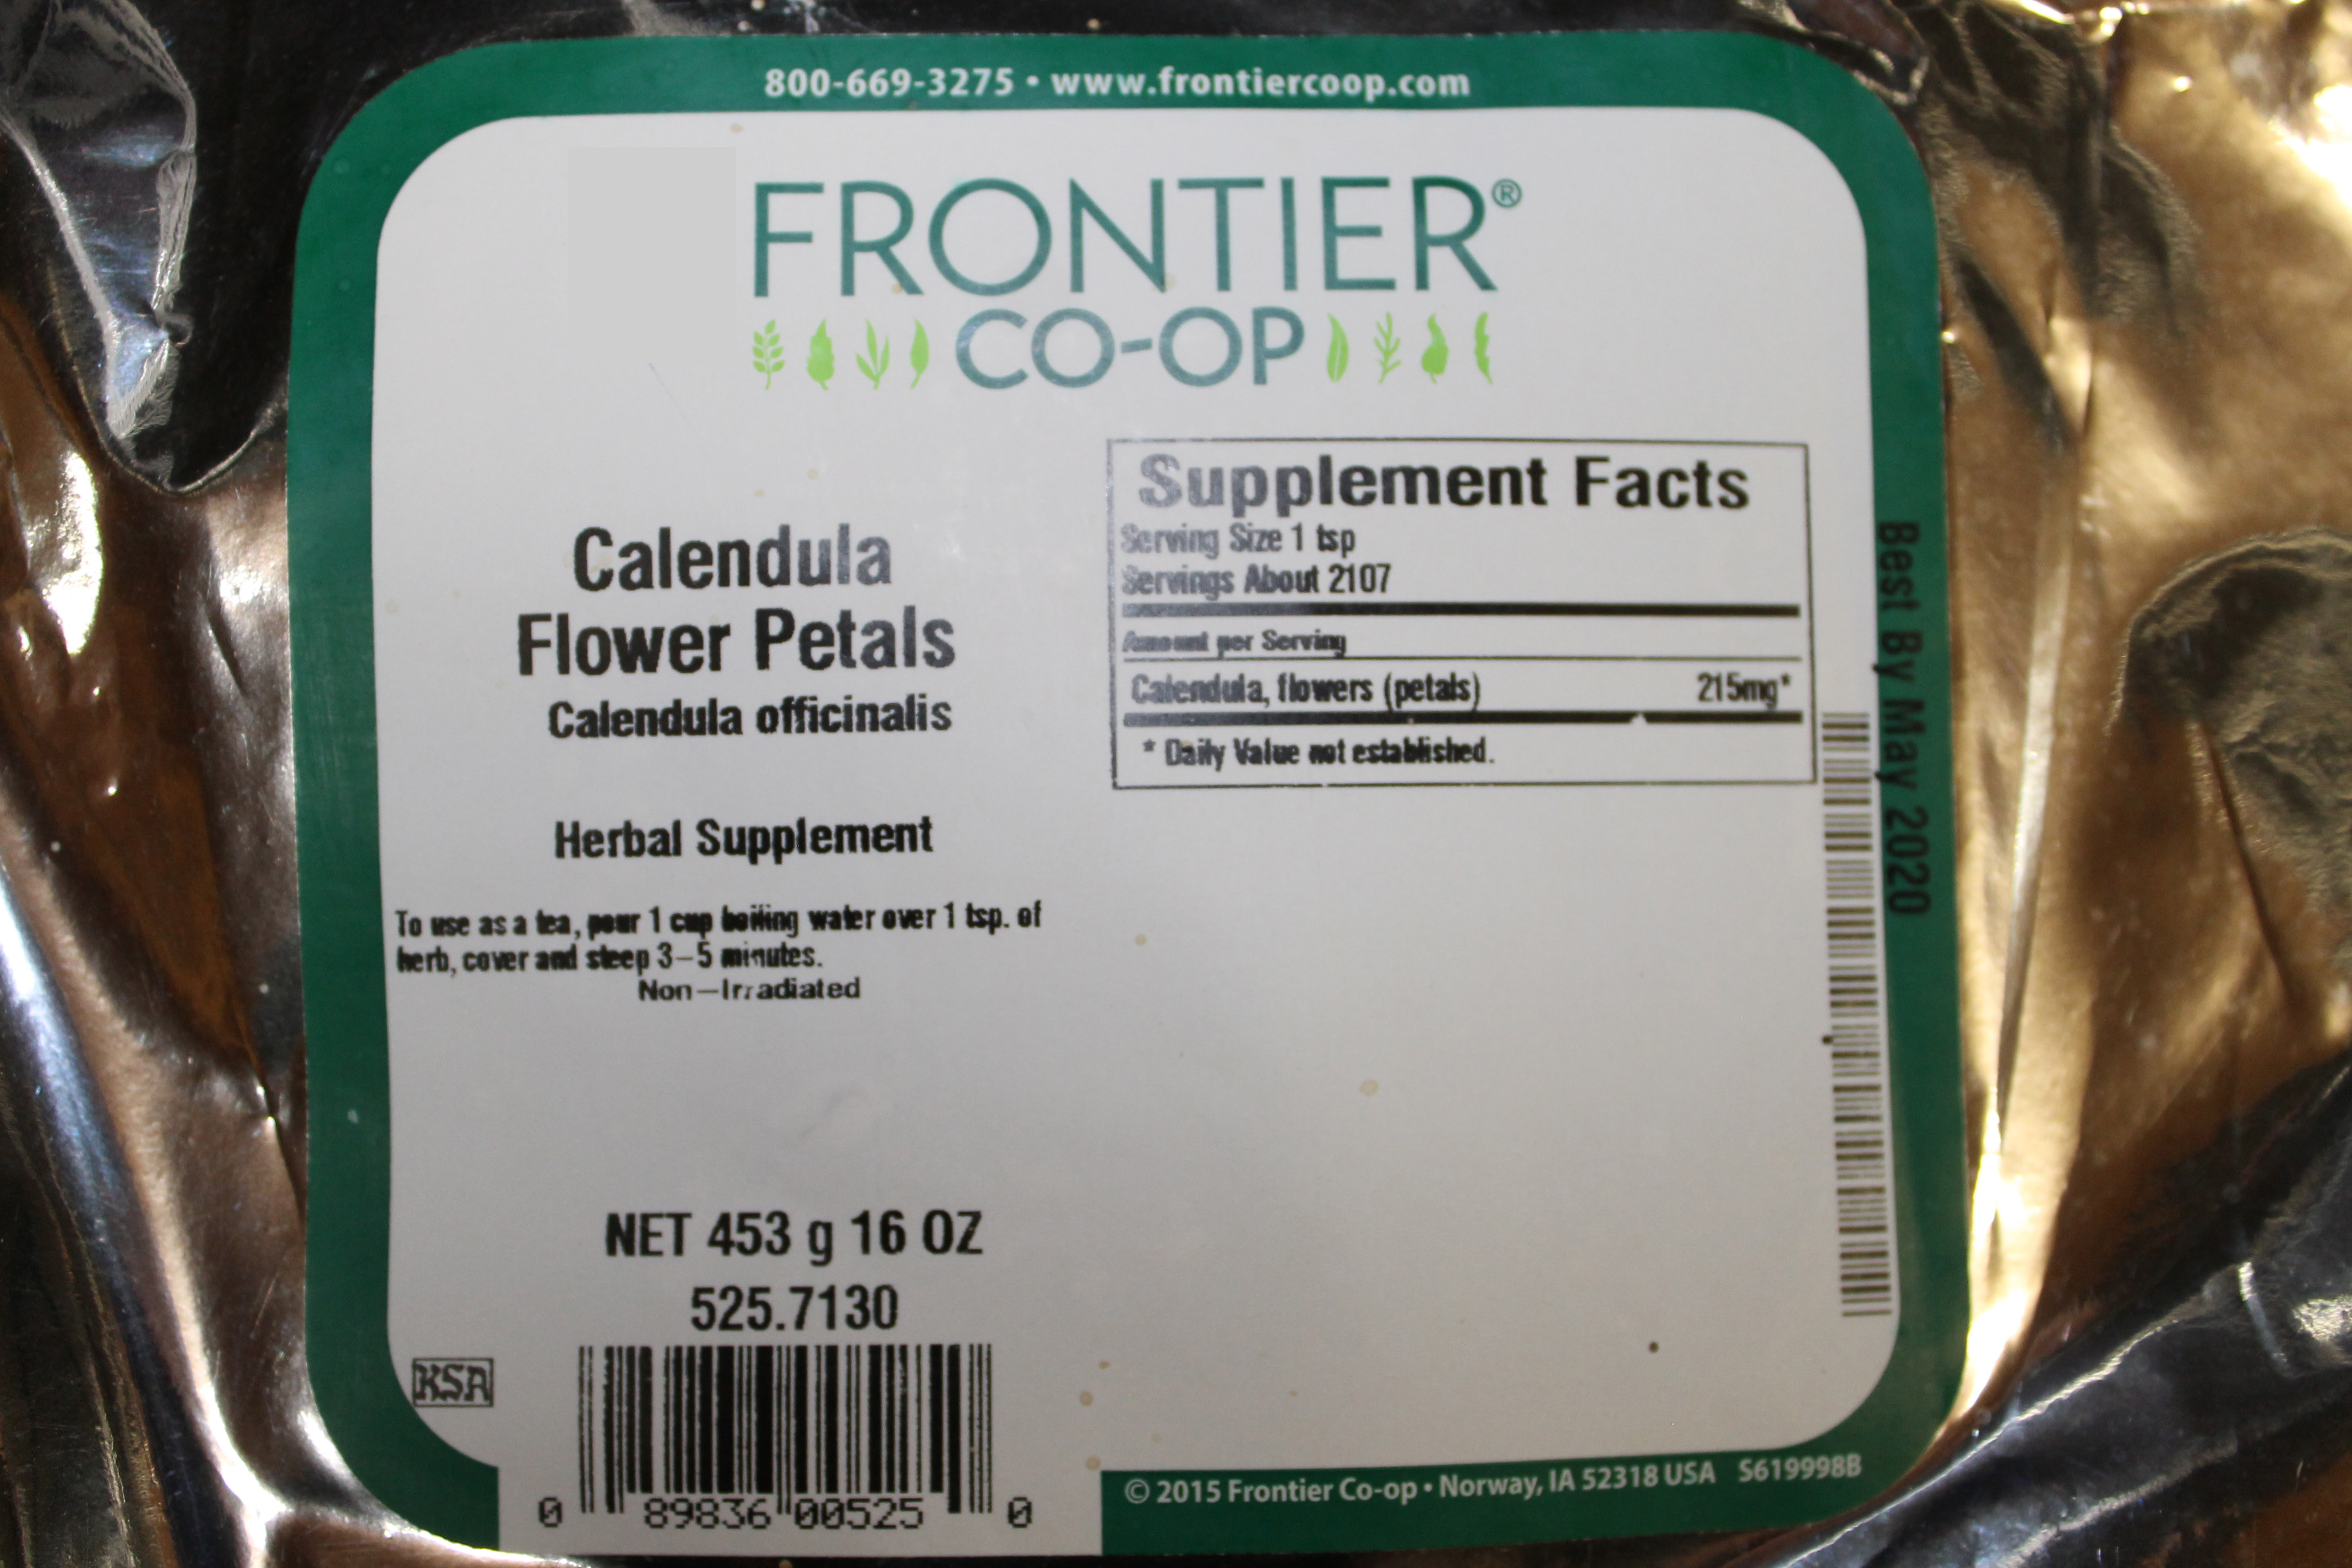 800-669-3275 • www.frontiercoop.com
FRONTIER®
CO-OP
Calendula
Flower Petals
Calendula officinalis
Herbal Supplement
To use as a tea, pour 1 cup boiling water over 1 tsp. of
herb, cover and steep 3–5 minutes.
Non–Irradiated
NET 453 g 16 OZ
525.7130
KSA
0 89836 00525 0
Supplement Facts
Serving Size 1 tsp
Servings About 2107
Amount per Serving
Calendula, flowers (petals) 215mg*
* Daily Value not established.
Best By May 2020
© 2015 Frontier Co-op • Norway, IA 52318 USA S619998B